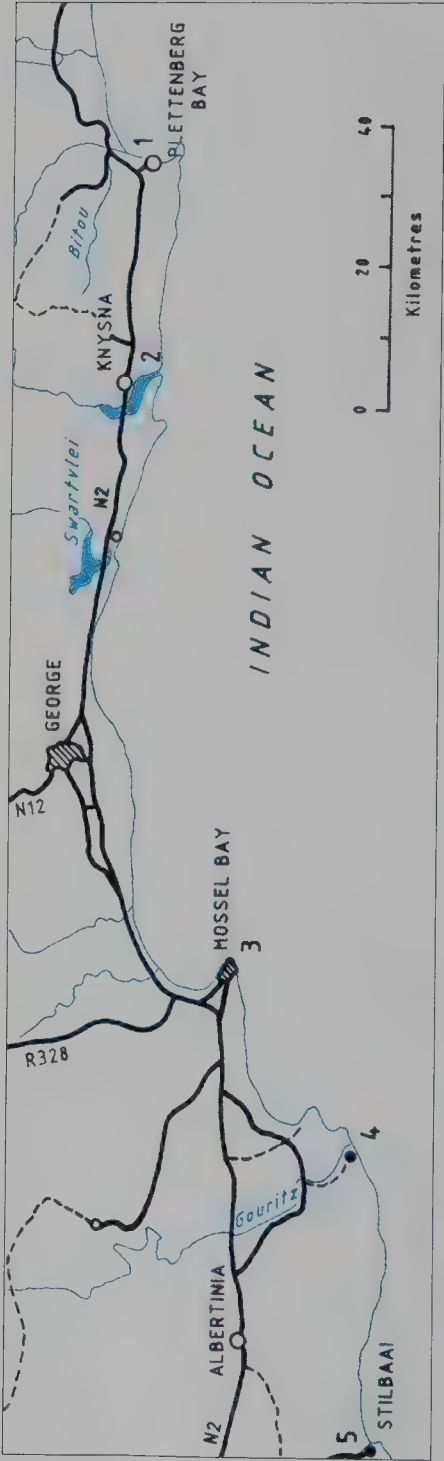 N12
GEORGE
R328
MOSSEL BAY
3
Gouritz
4
ALBERTINIA
N2
5
STILBAAI
Swartvlei
N2
KNYSNA
2
Bitou
1
PLETTENBERG
BAY
INDIAN OCEAN
0 20 40
Kilometres